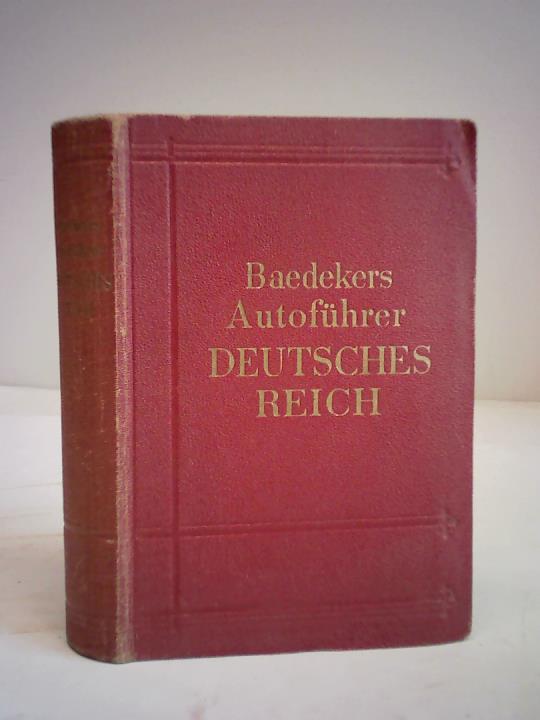 Baedekers
Autoführer
DEUTSCHES
REICH